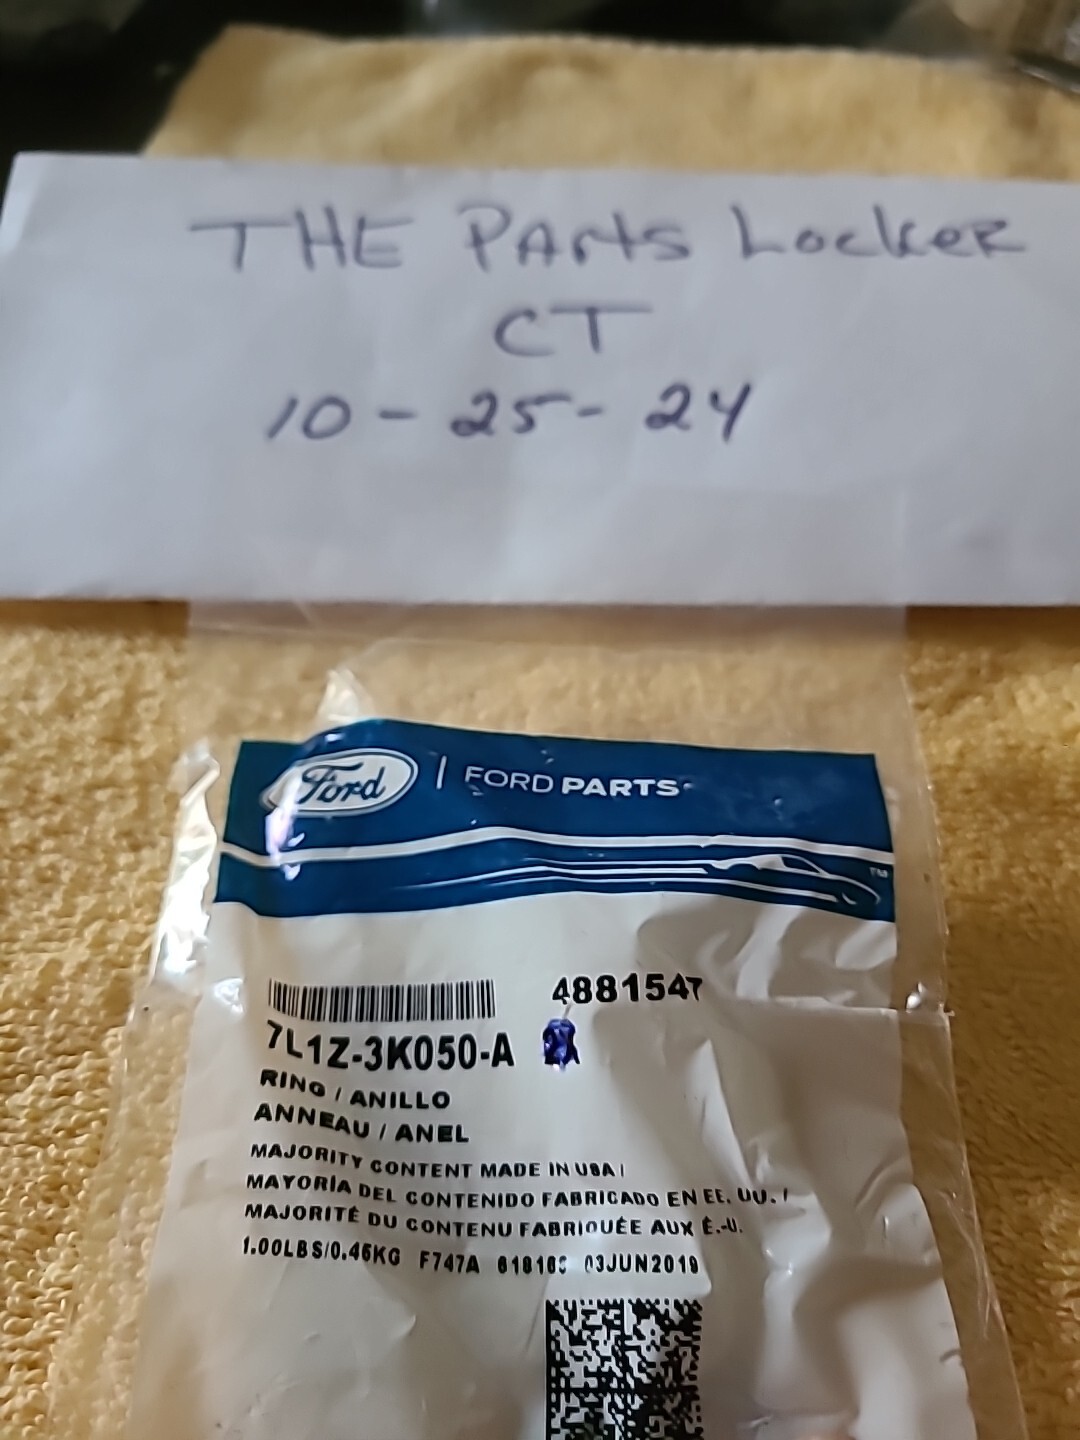 THE PARts LockeR
CT
10-25-24
Ford | FORD PARTS
TM
4881547
7L1Z-3K050-A
RING / ANILLO
ANNEAU / ANEL
MAJORITY CONTENT MADE IN USA /
MAYORÍA DEL CONTENIDO FABRICADO EN EE. UU. /
MAJORITÉ DU CONTENU FABRIQUÉE AUX É.-U.
1.00LBS/0.45KG F747A 03JUN2019